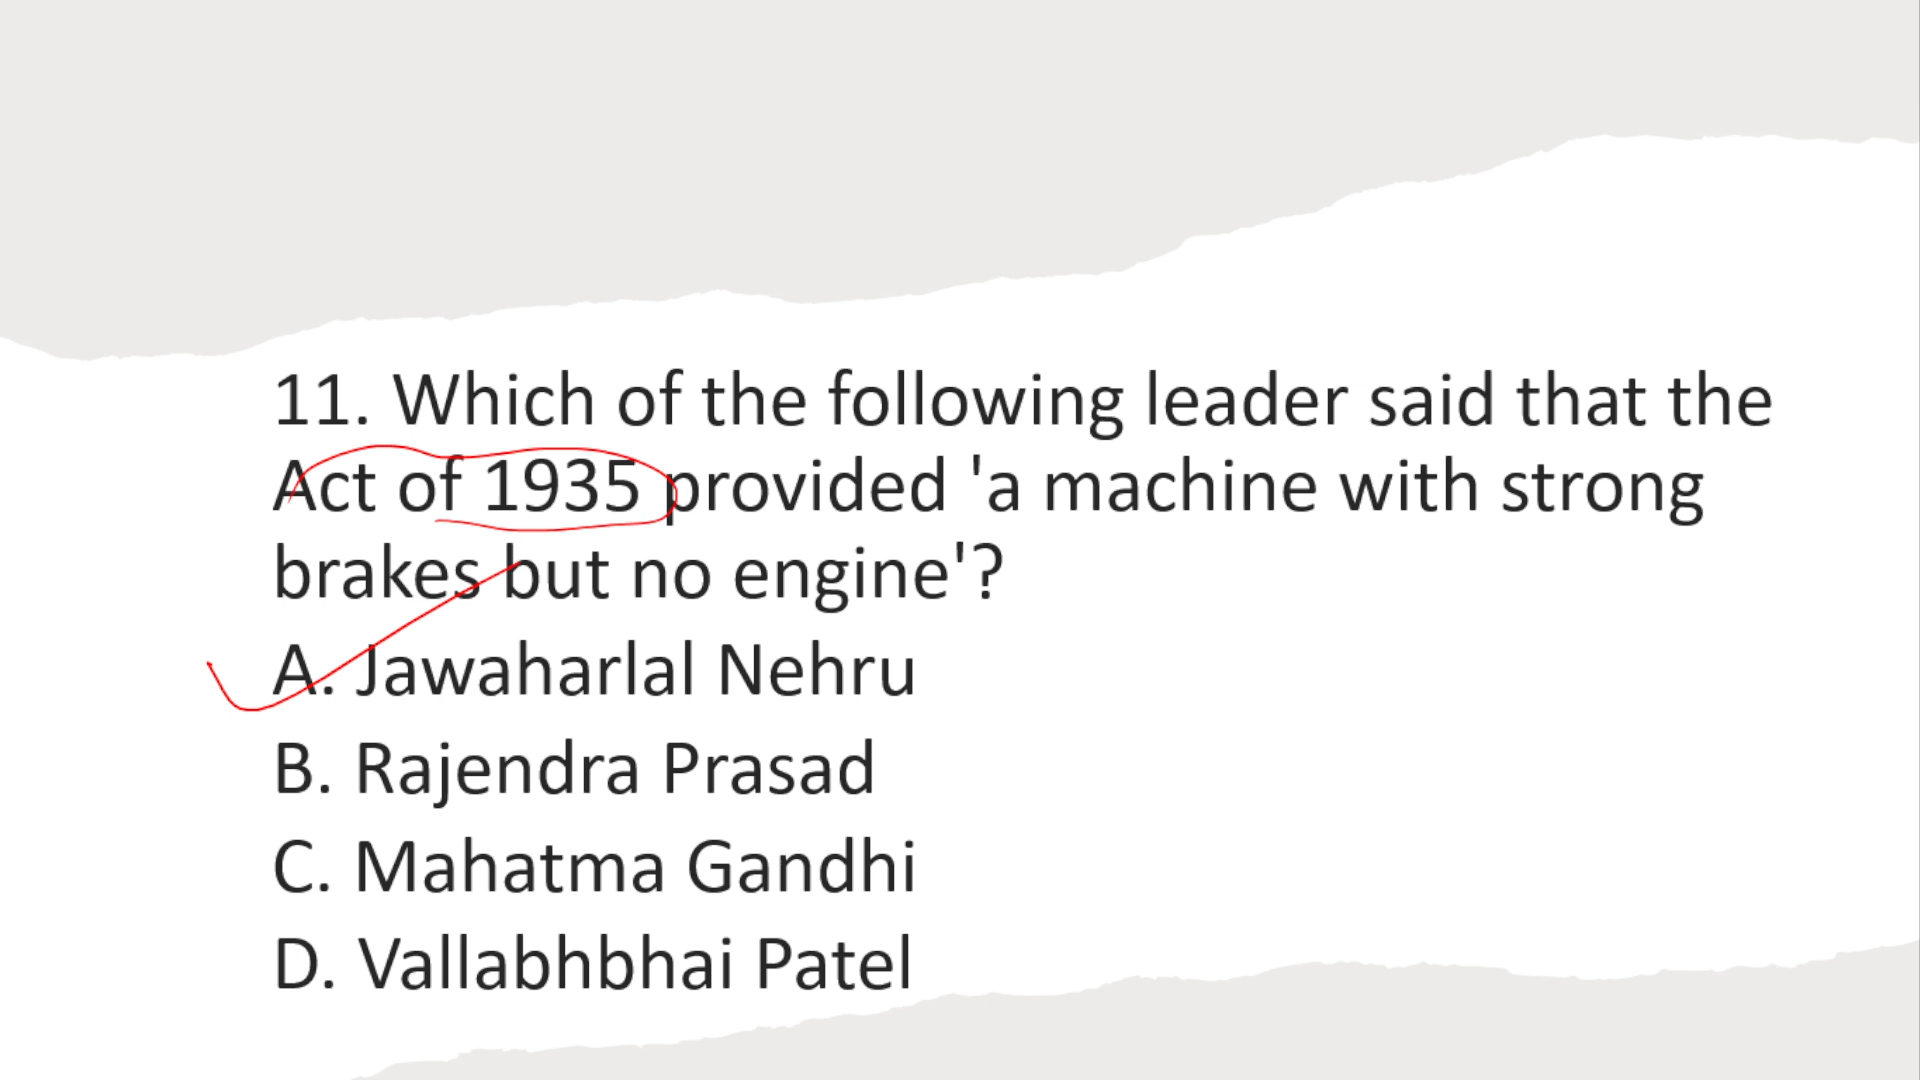 11. Which of the following leader said that the
Act of 1935 provided 'a machine with strong
brakes but no engine'?
A. Jawaharlal Nehru
B. Rajendra Prasad
C. Mahatma Gandhi
D. Vallabhbhai Patel